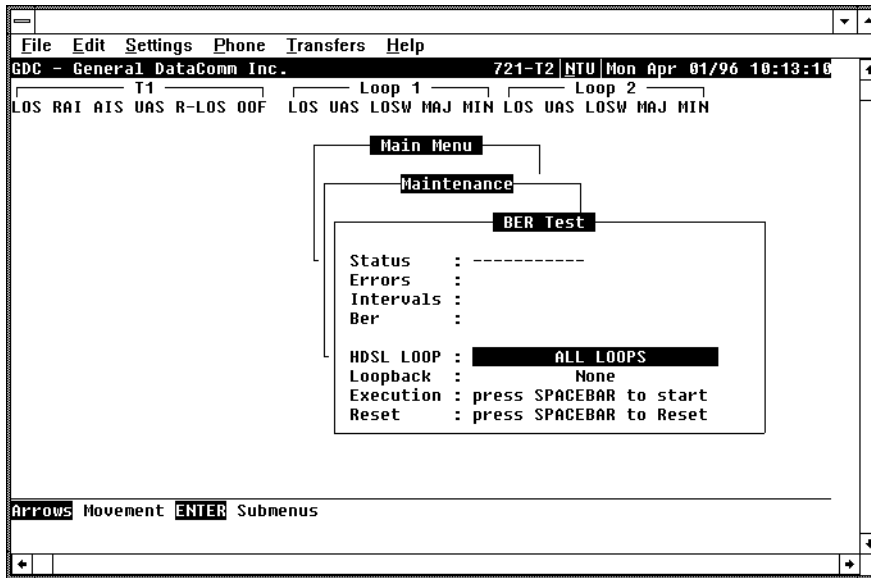 File Edit Settings Phone Transfers Help
GDC - General DataComm Inc. 721-T2 NTU Mon Apr 01/96 10:13:10
T1 Loop 1 Loop 2
LOS RAI AIS UAS R-LOS OOF LOS UAS LOSW MAJ MIN LOS UAS LOSW MAJ MIN
Main Menu
Maintenance
BER Test
Status : -----------
Errors :
Intervals :
Ber :
HDSL LOOP : ALL LOOPS
Loopback : None
Execution : press SPACEBAR to start
Reset : press SPACEBAR to Reset
Arrows Movement ENTER Submenus